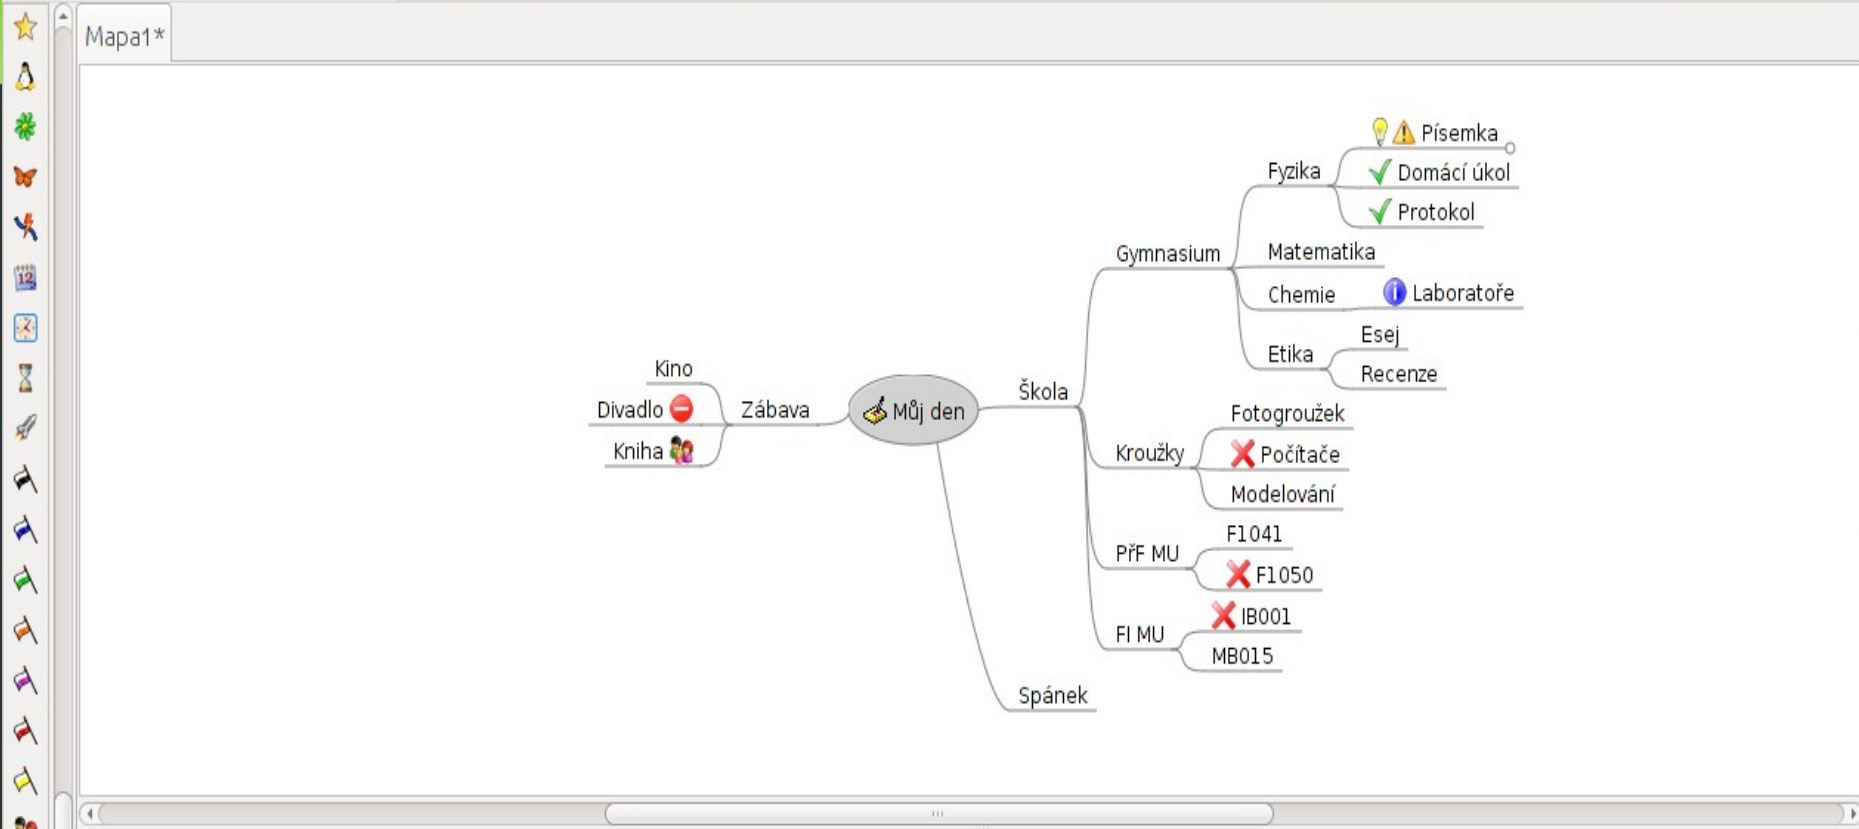 Mapa1*
12
Písemka
Fyzika
Domácí úkol
Protokol
Gymnasium
Matematika
Chemie
Laboratoře
Etika
Esej
Recenze
Kino
Divadlo
Zábava
Kniha
Můj den
Škola
Fotogroužek
Kroužky
Počítače
Modelování
F1041
PřF MU
F1050
IB001
FI MU
MB015
Spánek